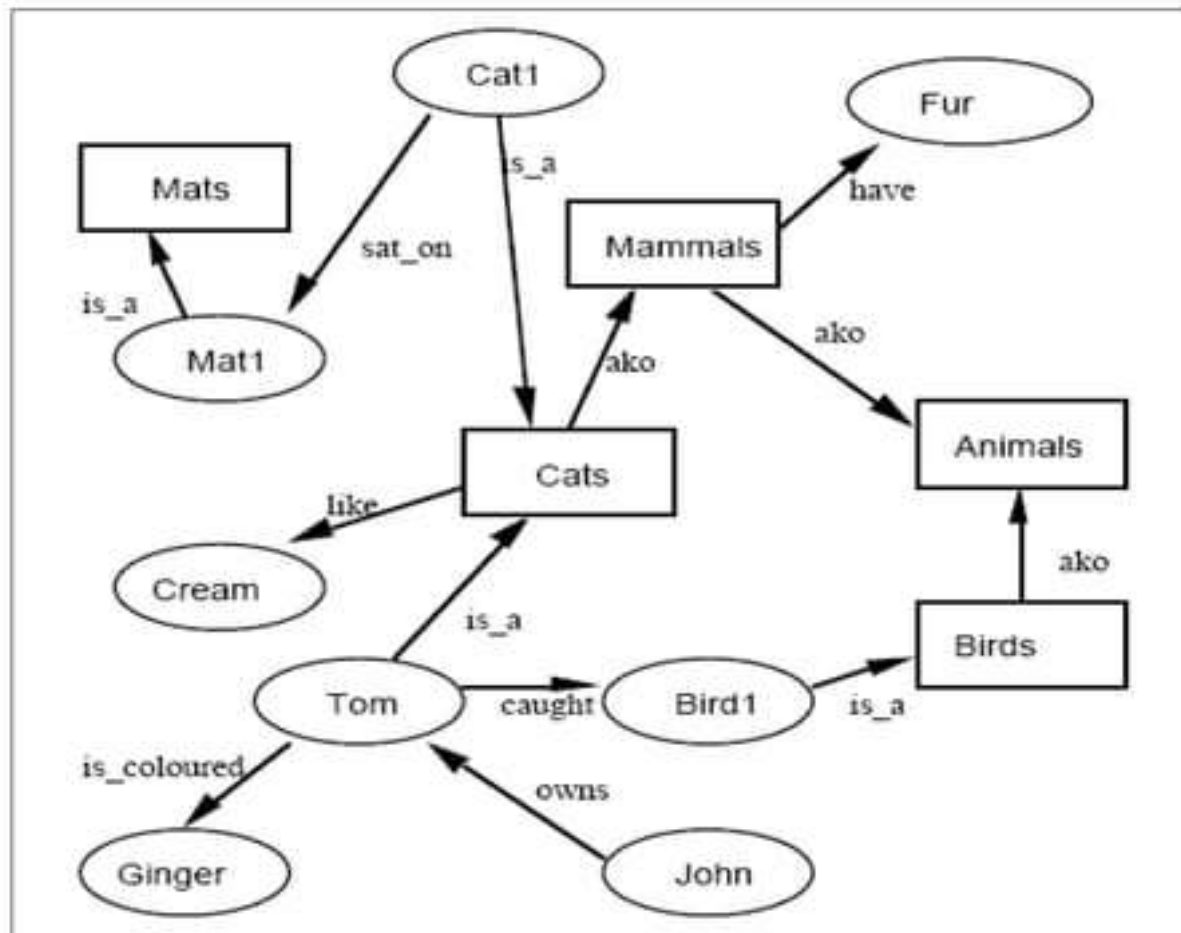 Cat1
Fur
is_a
Mats
have
Mammals
sat_on
is_a
ako
Mat1
ako
Animals
Cats
like
ako
Cream
is_a
Birds
Tom
caught
Bird1
is_a
is_coloured
owns
Ginger
John